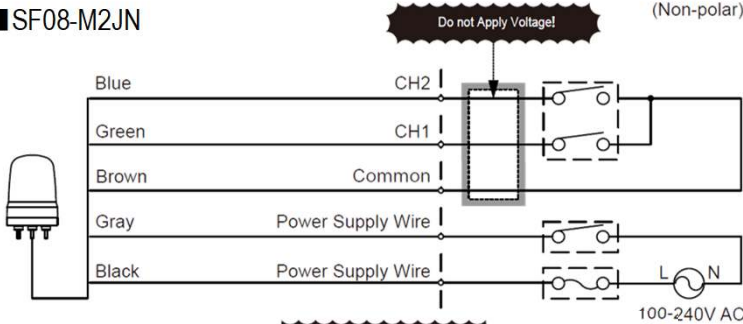 SF08-M2JN
Do not Apply Voltage!
(Non-polar)
Blue CH2
Green CH1
Brown Common
Gray Power Supply Wire
Black Power Supply Wire
L N
100-240V AC